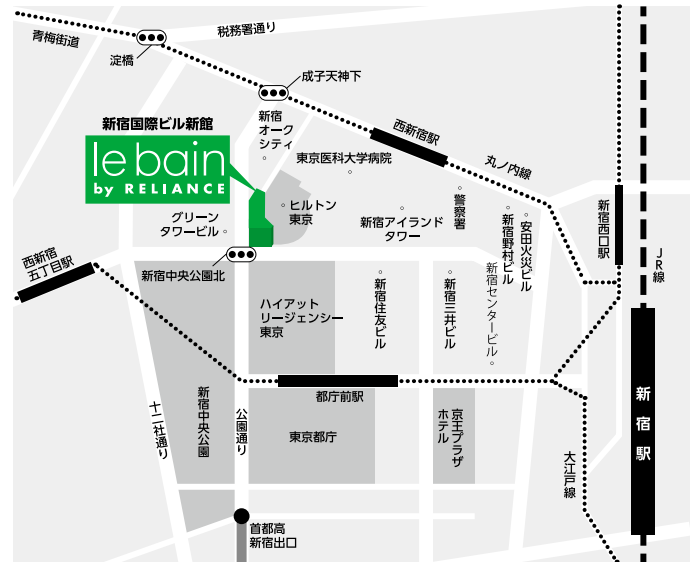 青梅街道
税務署通り
淀橋
成子天神下
新宿国際ビル新館
le bain
by RELIANCE
新宿
オーク
シティ
西新宿駅
東京医科大学病院
丸ノ内線
ヒルトン
東京
グリーン
タワービル
新宿アイランド
タワー
警察署
新宿野村ビル
安田火災ビル
新宿西口駅
JR線
西新宿
五丁目駅
新宿中央公園北
ハイアット
リージェンシー
東京
新宿住友ビル
新宿三井ビル
新宿センタービル
都庁前駅
新宿駅
十二社通り
新宿中央公園
公園通り
東京都庁
京王プラザ
ホテル
大江戸線
首都高
新宿出口